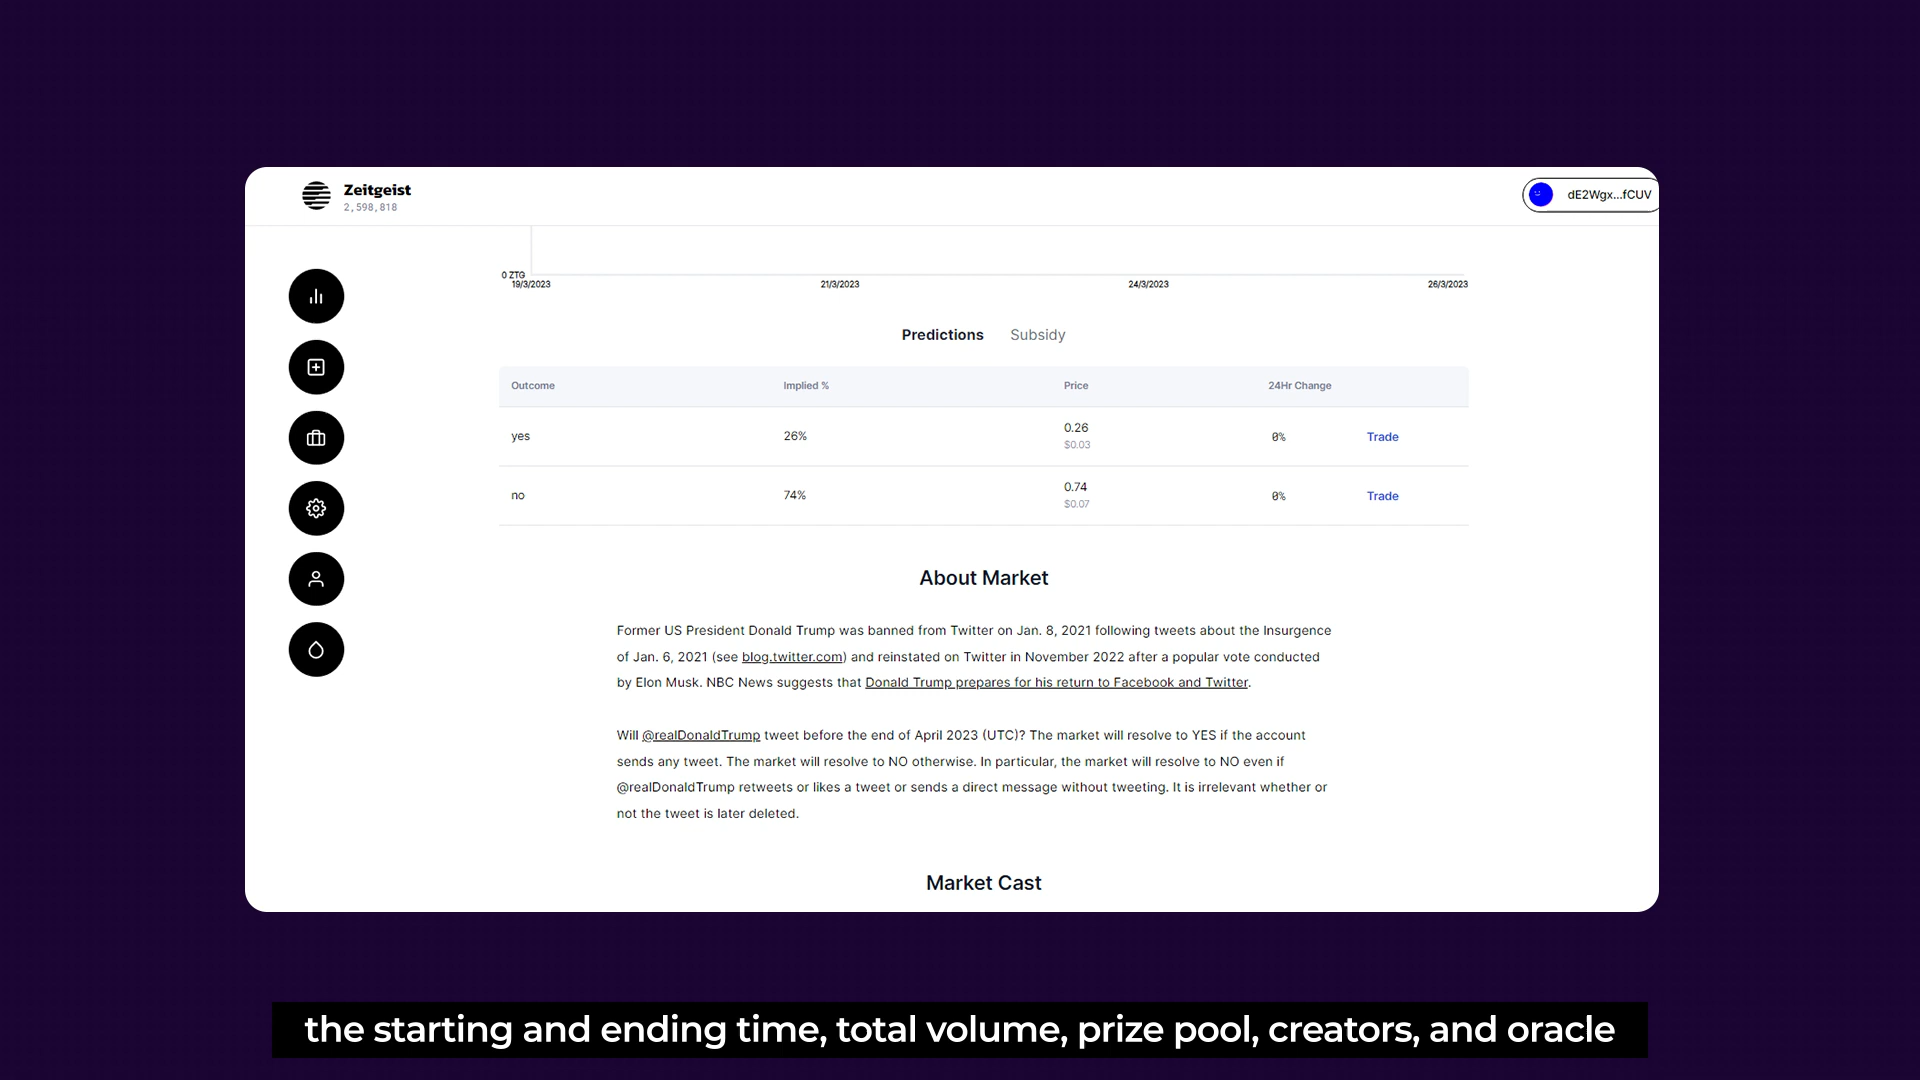 Zeitgeist
2,598,818
dE2Wgx...fCUV
0 ZTG
19/3/2023 21/3/2023 24/3/2023 26/3/2023
Predictions Subsidy
Outcome Implied % Price 24Hr Change
yes 26% 0.26 0% Trade
$0.03
no 74% 0.74 0% Trade
$0.07
About Market
Former US President Donald Trump was banned from Twitter on Jan. 8, 2021 following tweets about the Insurgence
of Jan. 6, 2021 (see blog.twitter.com) and reinstated on Twitter in November 2022 after a popular vote conducted
by Elon Musk. NBC News suggests that Donald Trump prepares for his return to Facebook and Twitter.
Will @realDonaldTrump tweet before the end of April 2023 (UTC)? The market will resolve to YES if the account
sends any tweet. The market will resolve to NO otherwise. In particular, the market will resolve to NO even if
@realDonaldTrump retweets or likes a tweet or sends a direct message without tweeting. It is irrelevant whether or
not the tweet is later deleted.
Market Cast
the starting and ending time, total volume, prize pool, creators, and oracle